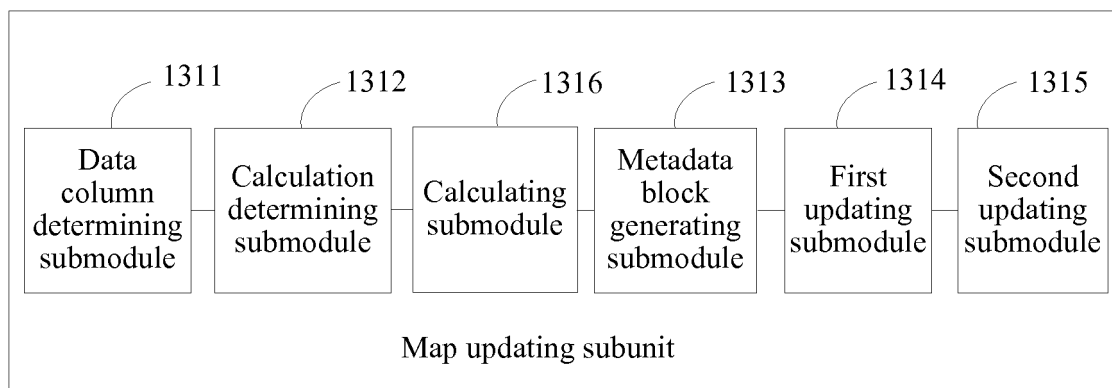 1311
1312
1316
1313
1314
1315
Data
column
determining
submodule
Calculation
determining
submodule
Calculating
submodule
Metadata
block
generating
submodule
First
updating
submodule
Second
updating
submodule
Map updating subunit